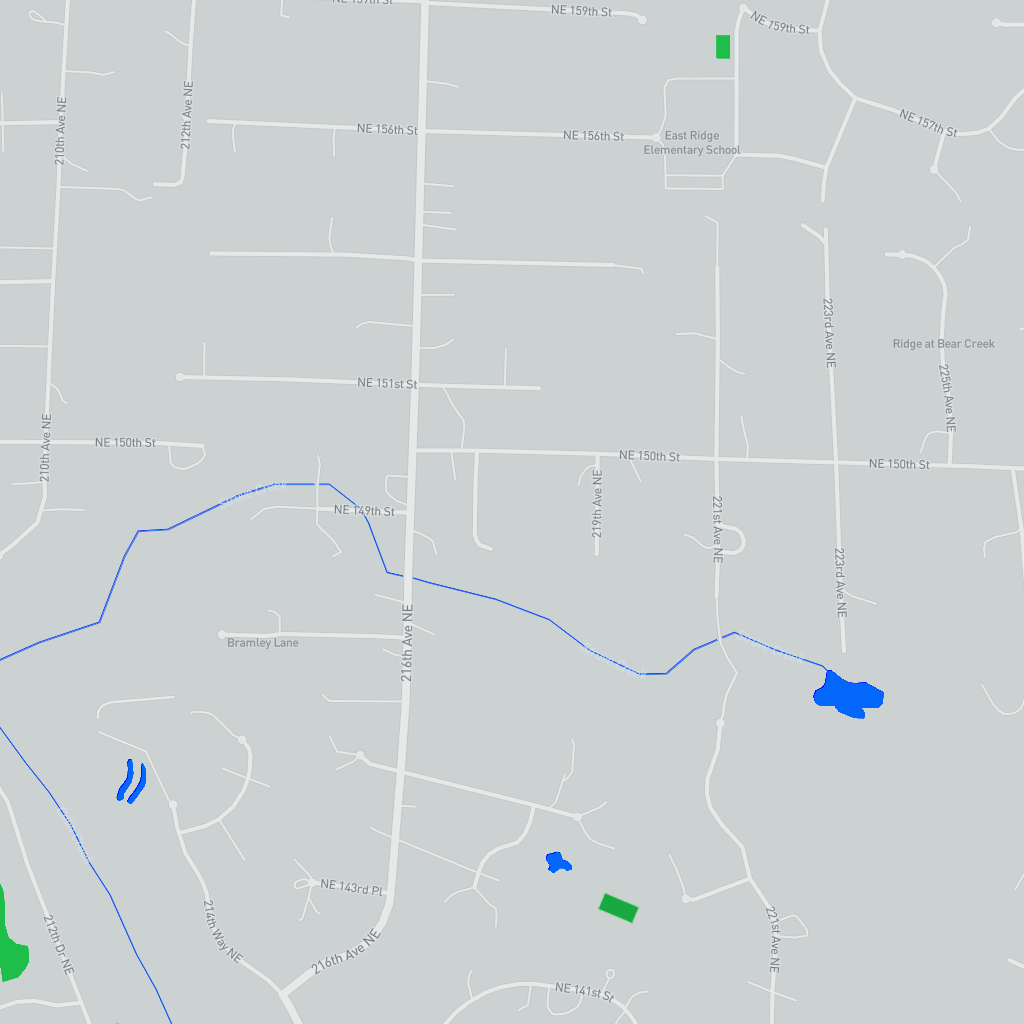 NE 159th St
NE 159th St
NE 159th St
210th Ave NE
212th Ave NE
NE 156th St
NE 156th St
East Ridge
Elementary School
NE 157th St
223rd Ave NE
Ridge at Bear Creek
225th Ave NE
NE 151st St
210th Ave NE
NE 150th St
NE 150th St
NE 150th St
219th Ave NE
221st Ave NE
NE 149th St
223rd Ave NE
216th Ave NE
Bramley Lane
NE 143rd Pl
214th Way NE
212th Dr NE
216th Ave NE
221st Ave NE
NE 141st St